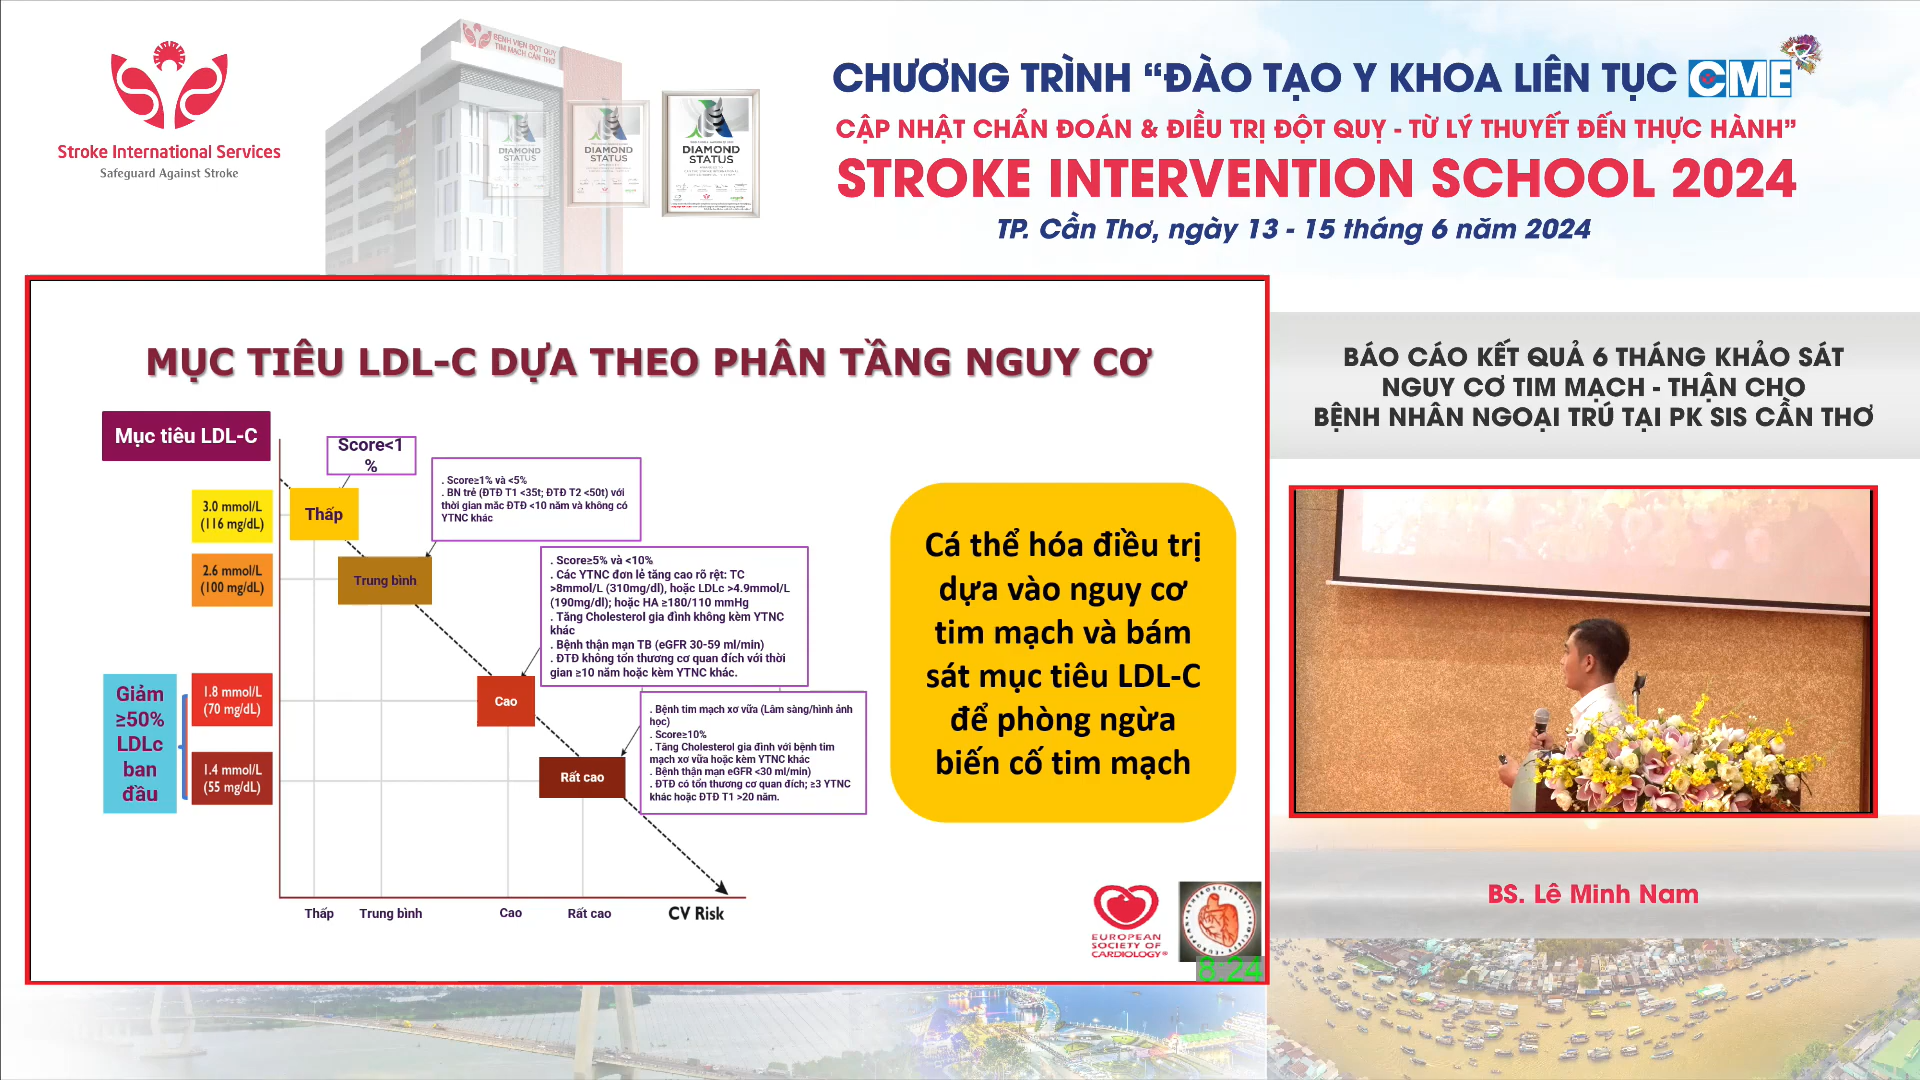 Stroke International Services
Safeguard Against Stroke
BỆNH VIỆN ĐỘT QUỴ
TIM MẠCH CẦN THƠ
DIAMOND
STATUS
DIAMOND
STATUS
DIAMOND
STATUS
CHƯƠNG TRÌNH “ĐÀO TẠO Y KHOA LIÊN TỤC CME
CẬP NHẬT CHẨN ĐOÁN & ĐIỀU TRỊ ĐỘT QUỴ - TỪ LÝ THUYẾT ĐẾN THỰC HÀNH”
STROKE INTERVENTION SCHOOL 2024
TP. Cần Thơ, ngày 13 - 15 tháng 6 năm 2024
MỤC TIÊU LDL-C DỰA THEO PHÂN TẦNG NGUY CƠ
Mục tiêu LDL-C
Score<1
%
3.0 mmol/L
(116 mg/dL)
Thấp
. Score≥1% và <5%
. BN trẻ (ĐTĐ T1 <35t; ĐTĐ T2 <50t) với
thời gian mắc ĐTĐ <10 năm và không có
YTNC khác
2.6 mmol/L
(100 mg/dL)
Trung bình
. Score≥5% và <10%
. Các YTNC đơn lẻ tăng cao rõ rệt: TC
>8mmol/L (310mg/dl), hoặc LDLc >4.9mmol/L
(190mg/dl); hoặc HA ≥180/110 mmHg
. Tăng Cholesterol gia đình không kèm YTNC
khác
. Bệnh thận mạn TB (eGFR 30-59 ml/min)
. ĐTĐ không tổn thương cơ quan đích với thời
gian ≥10 năm hoặc kèm YTNC khác.
Giảm
≥50%
LDLc
ban
đầu
1.8 mmol/L
(70 mg/dL)
Cao
1.4 mmol/L
(55 mg/dL)
Rất cao
. Bệnh tim mạch xơ vữa (Lâm sàng/hình ảnh
học)
. Score≥10%
. Tăng Cholesterol gia đình với bệnh tim
mạch xơ vữa hoặc kèm YTNC khác
. Bệnh thận mạn eGFR <30 ml/min)
. ĐTĐ có tổn thương cơ quan đích; ≥3 YTNC
khác hoặc ĐTĐ T1 >20 năm.
Thấp
Trung bình
Cao
Rất cao
CV Risk
Cá thể hóa điều trị
dựa vào nguy cơ
tim mạch và bám
sát mục tiêu LDL-C
để phòng ngừa
biến cố tim mạch
EUROPEAN
SOCIETY OF
CARDIOLOGY®
8:24
BÁO CÁO KẾT QUẢ 6 THÁNG KHẢO SÁT
NGUY CƠ TIM MẠCH - THẬN CHO
BỆNH NHÂN NGOẠI TRÚ TẠI PK SIS CẦN THƠ
BS. Lê Minh Nam